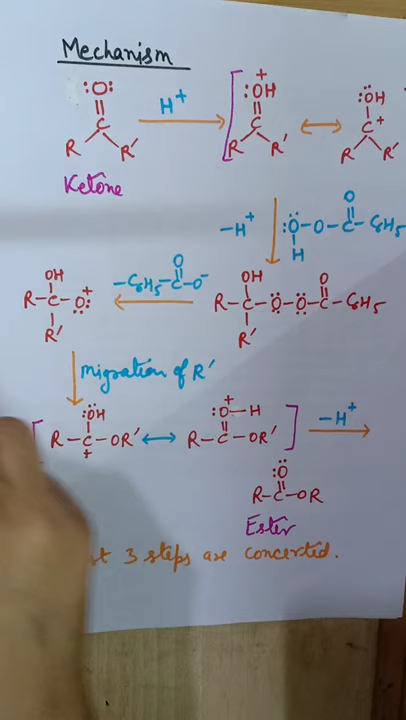 Mechanism
:O: H+ +OH :ÖH
|| || |
C C C+
R R' R R' R R'
Ketone
-H+ :Ö-O-C-C6H5
H O
OH O OH O
R-C-O+ -C6H5-C-O- R-C-Ö-Ö-C-C6H5
R' R'
migration of R'
:ÖH :O+-H
R-C-OR' R-C-OR' -H+
+
:O:
R-C-OR
Ester
3 steps are concerted.